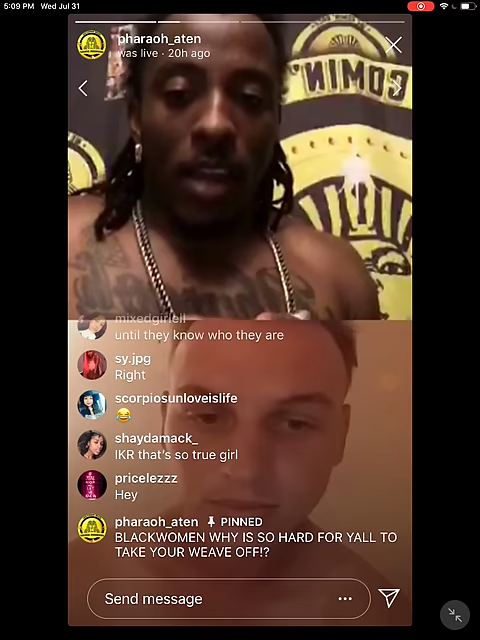 5:09 PM Wed Jul 31
pharaoh_aten
was live · 20h ago
COMIN'
mixedgirlell
until they know who they are
sy.jpg
Right
scorpiosunloveislife
😂
shaydamack_
IKR that's so true girl
pricelezzz
Hey
pharaoh_aten PINNED
BLACKWOMEN WHY IS SO HARD FOR YALL TO
TAKE YOUR WEAVE OFF!?
Send message